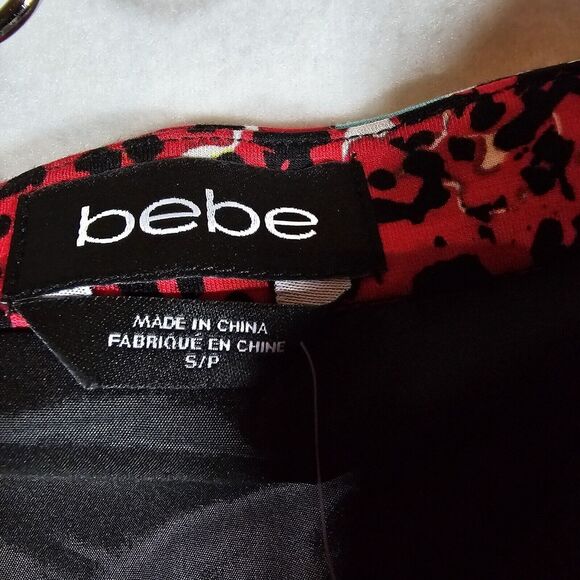 bebe
MADE IN CHINA
FABRIQUÉ EN CHINE
S/P